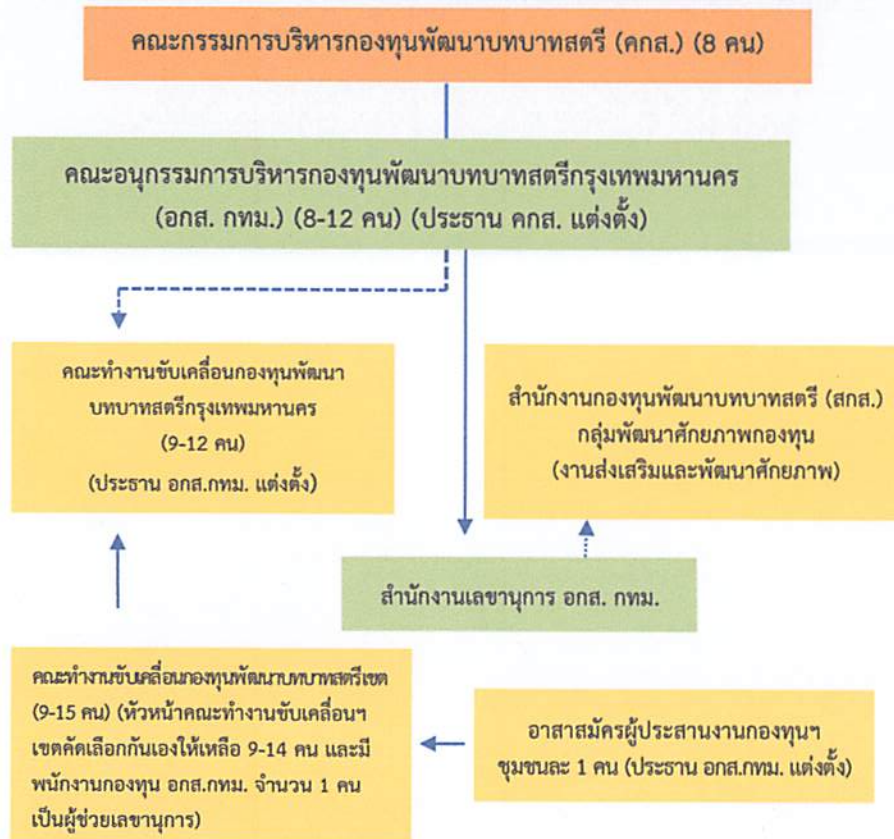 คณะกรรมการบริหารกองทุนพัฒนาบทบาทสตรี (คกส.) (8 คน)
คณะอนุกรรมการบริหารกองทุนพัฒนาบทบาทสตรีกรุงเทพมหานคร
(อกส. กทม.) (8-12 คน) (ประธาน คกส. แต่งตั้ง)
คณะทำงานขับเคลื่อนกองทุนพัฒนา
บทบาทสตรีกรุงเทพมหานคร
(9-12 คน)
(ประธาน อกส.กทม. แต่งตั้ง)
สำนักงานกองทุนพัฒนาบทบาทสตรี (สกส.)
กลุ่มพัฒนาศักยภาพกองทุน
(งานส่งเสริมและพัฒนาศักยภาพ)
สำนักงานเลขานุการ อกส. กทม.
คณะทำงานขับเคลื่อนกองทุนพัฒนาบทบาทสตรีเขต
(9-15 คน) (หัวหน้าคณะทำงานขับเคลื่อนฯ
เขตคัดเลือกกันเองให้เหลือ 9-14 คน และมี
พนักงานกองทุน อกส.กทม. จำนวน 1 คน
เป็นผู้ช่วยเลขานุการ)
อาสาสมัครผู้ประสานงานกองทุนฯ
ชุมชนละ 1 คน (ประธาน อกส.กทม. แต่งตั้ง)